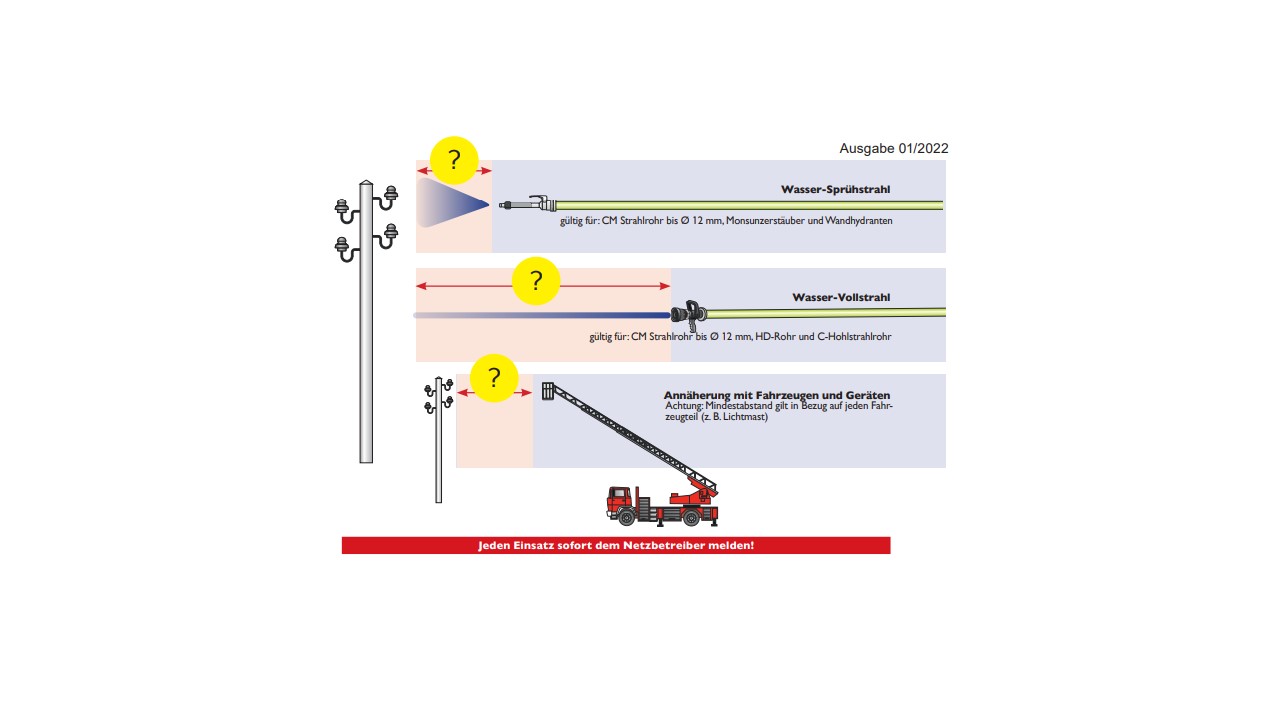 Ausgabe 01/2022
?
Wasser-Sprühstrahl
gültig für: CM Strahlrohr bis Ø 12 mm, Monsunzerstäuber und Wandhydranten
?
Wasser-Vollstrahl
gültig für: CM Strahlrohr bis Ø 12 mm, HD-Rohr und C-Hohlstrahlrohr
?
Annäherung mit Fahrzeugen und Geräten
Achtung: Mindestabstand gilt in Bezug auf jeden Fahr-
zeugteil (z. B. Lichtmast)
Jeden Einsatz sofort dem Netzbetreiber melden!